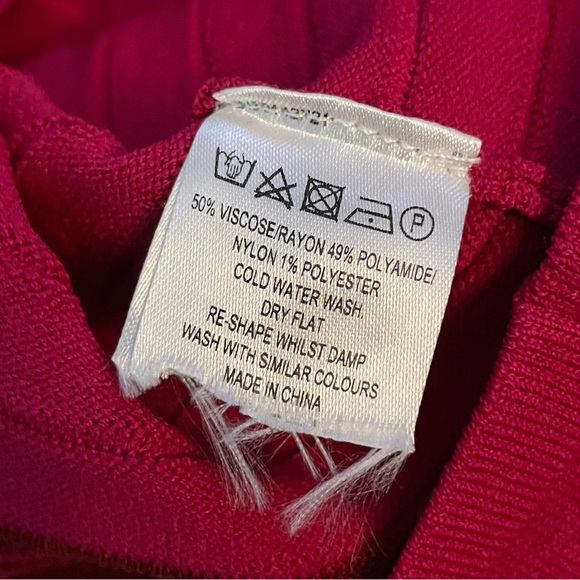 P
50% VISCOSE/RAYON 49% POLYAMIDE/
NYLON 1% POLYESTER
COLD WATER WASH
DRY FLAT
RE-SHAPE WHILST DAMP
WASH WITH SIMILAR COLOURS
MADE IN CHINA